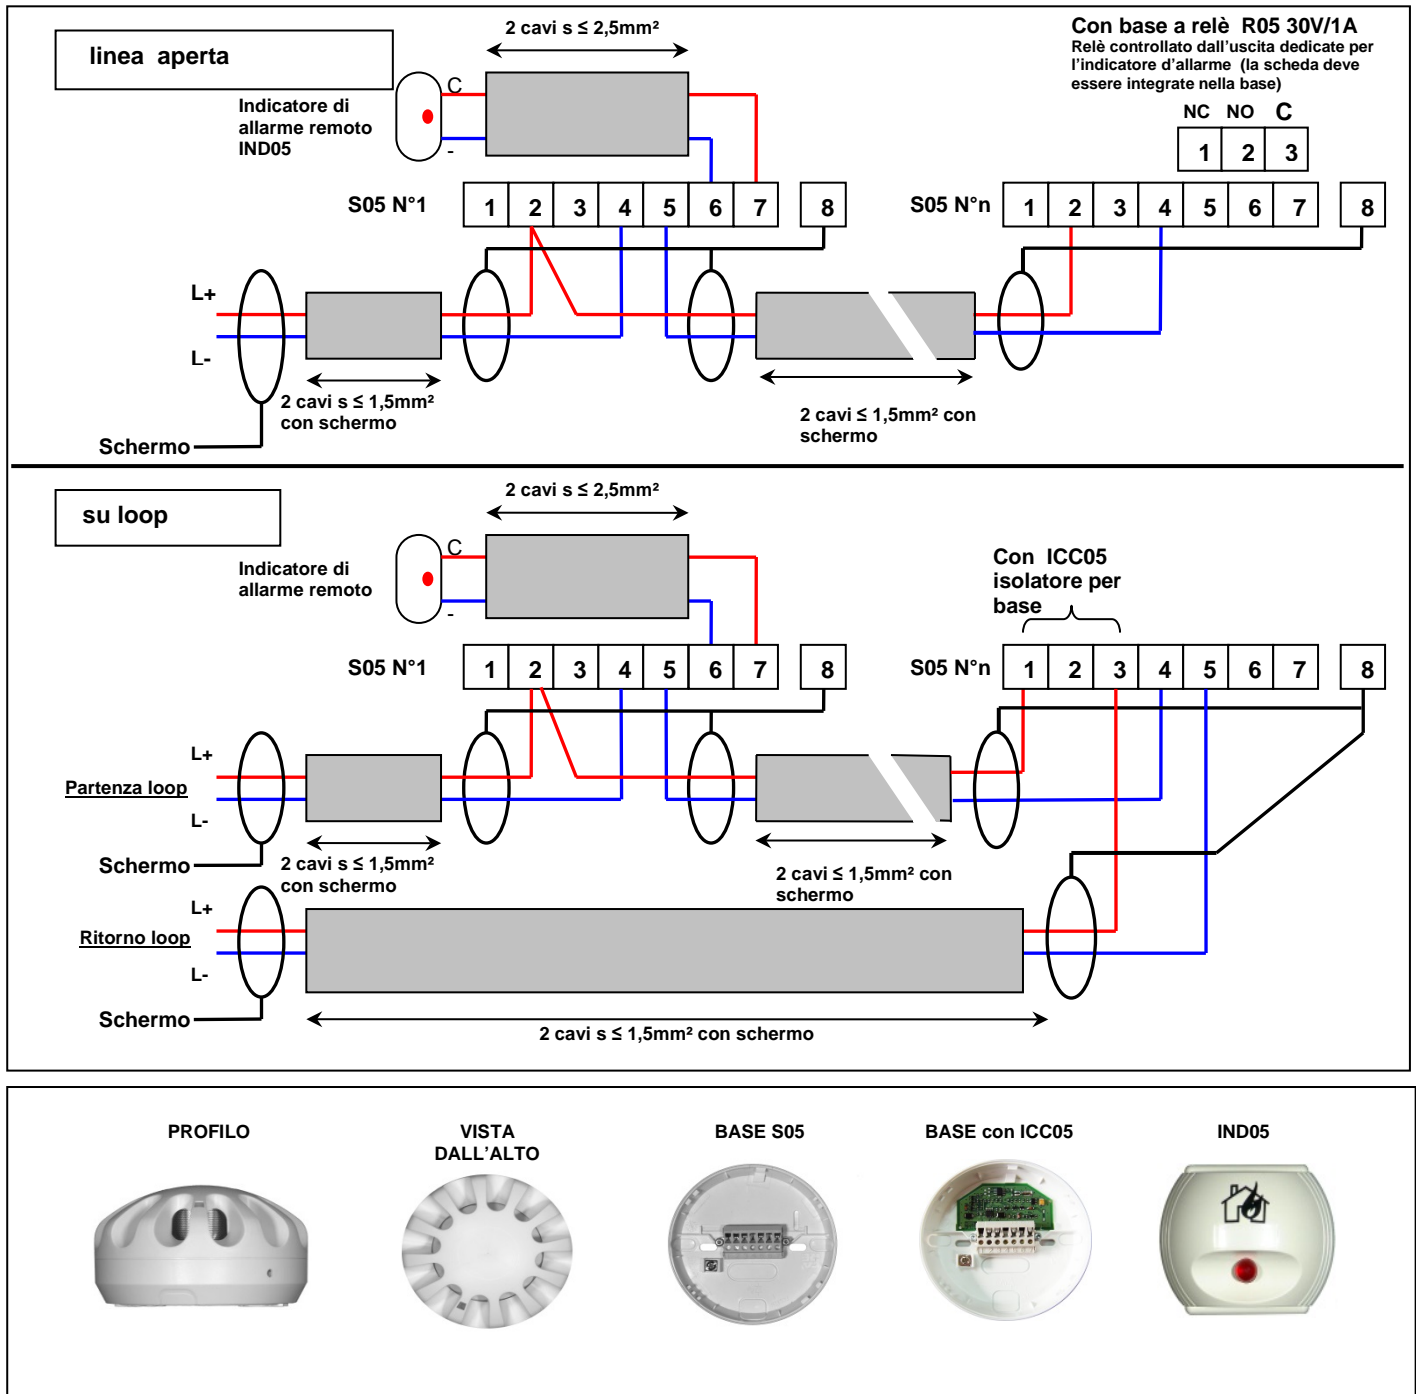 linea aperta
2 cavi s ≤ 2,5mm²
Con base a relè R05 30V/1A
Relè controllato dall'uscita dedicate per
l'indicatore d'allarme (la scheda deve
essere integrate nella base)
Indicatore di
allarme remoto
IND05
C
-
NC NO C
1 2 3
S05 N°1
1 2 3 4 5 6 7 8
S05 N°n
1 2 3 4 5 6 7 8
L+
L-
2 cavi s ≤ 1,5mm²
con schermo
2 cavi ≤ 1,5mm² con
schermo
Schermo
su loop
2 cavi s ≤ 2,5mm²
Indicatore di
allarme remoto
C
-
Con ICC05
isolatore per
base
S05 N°1
1 2 3 4 5 6 7 8
S05 N°n
1 2 3 4 5 6 7 8
L+
Partenza loop
L-
Schermo
2 cavi s ≤ 1,5mm²
con schermo
2 cavi ≤ 1,5mm² con
schermo
L+
Ritorno loop
L-
Schermo
2 cavi s ≤ 1,5mm² con schermo
PROFILO
VISTA
DALL'ALTO
BASE S05
BASE con ICC05
IND05